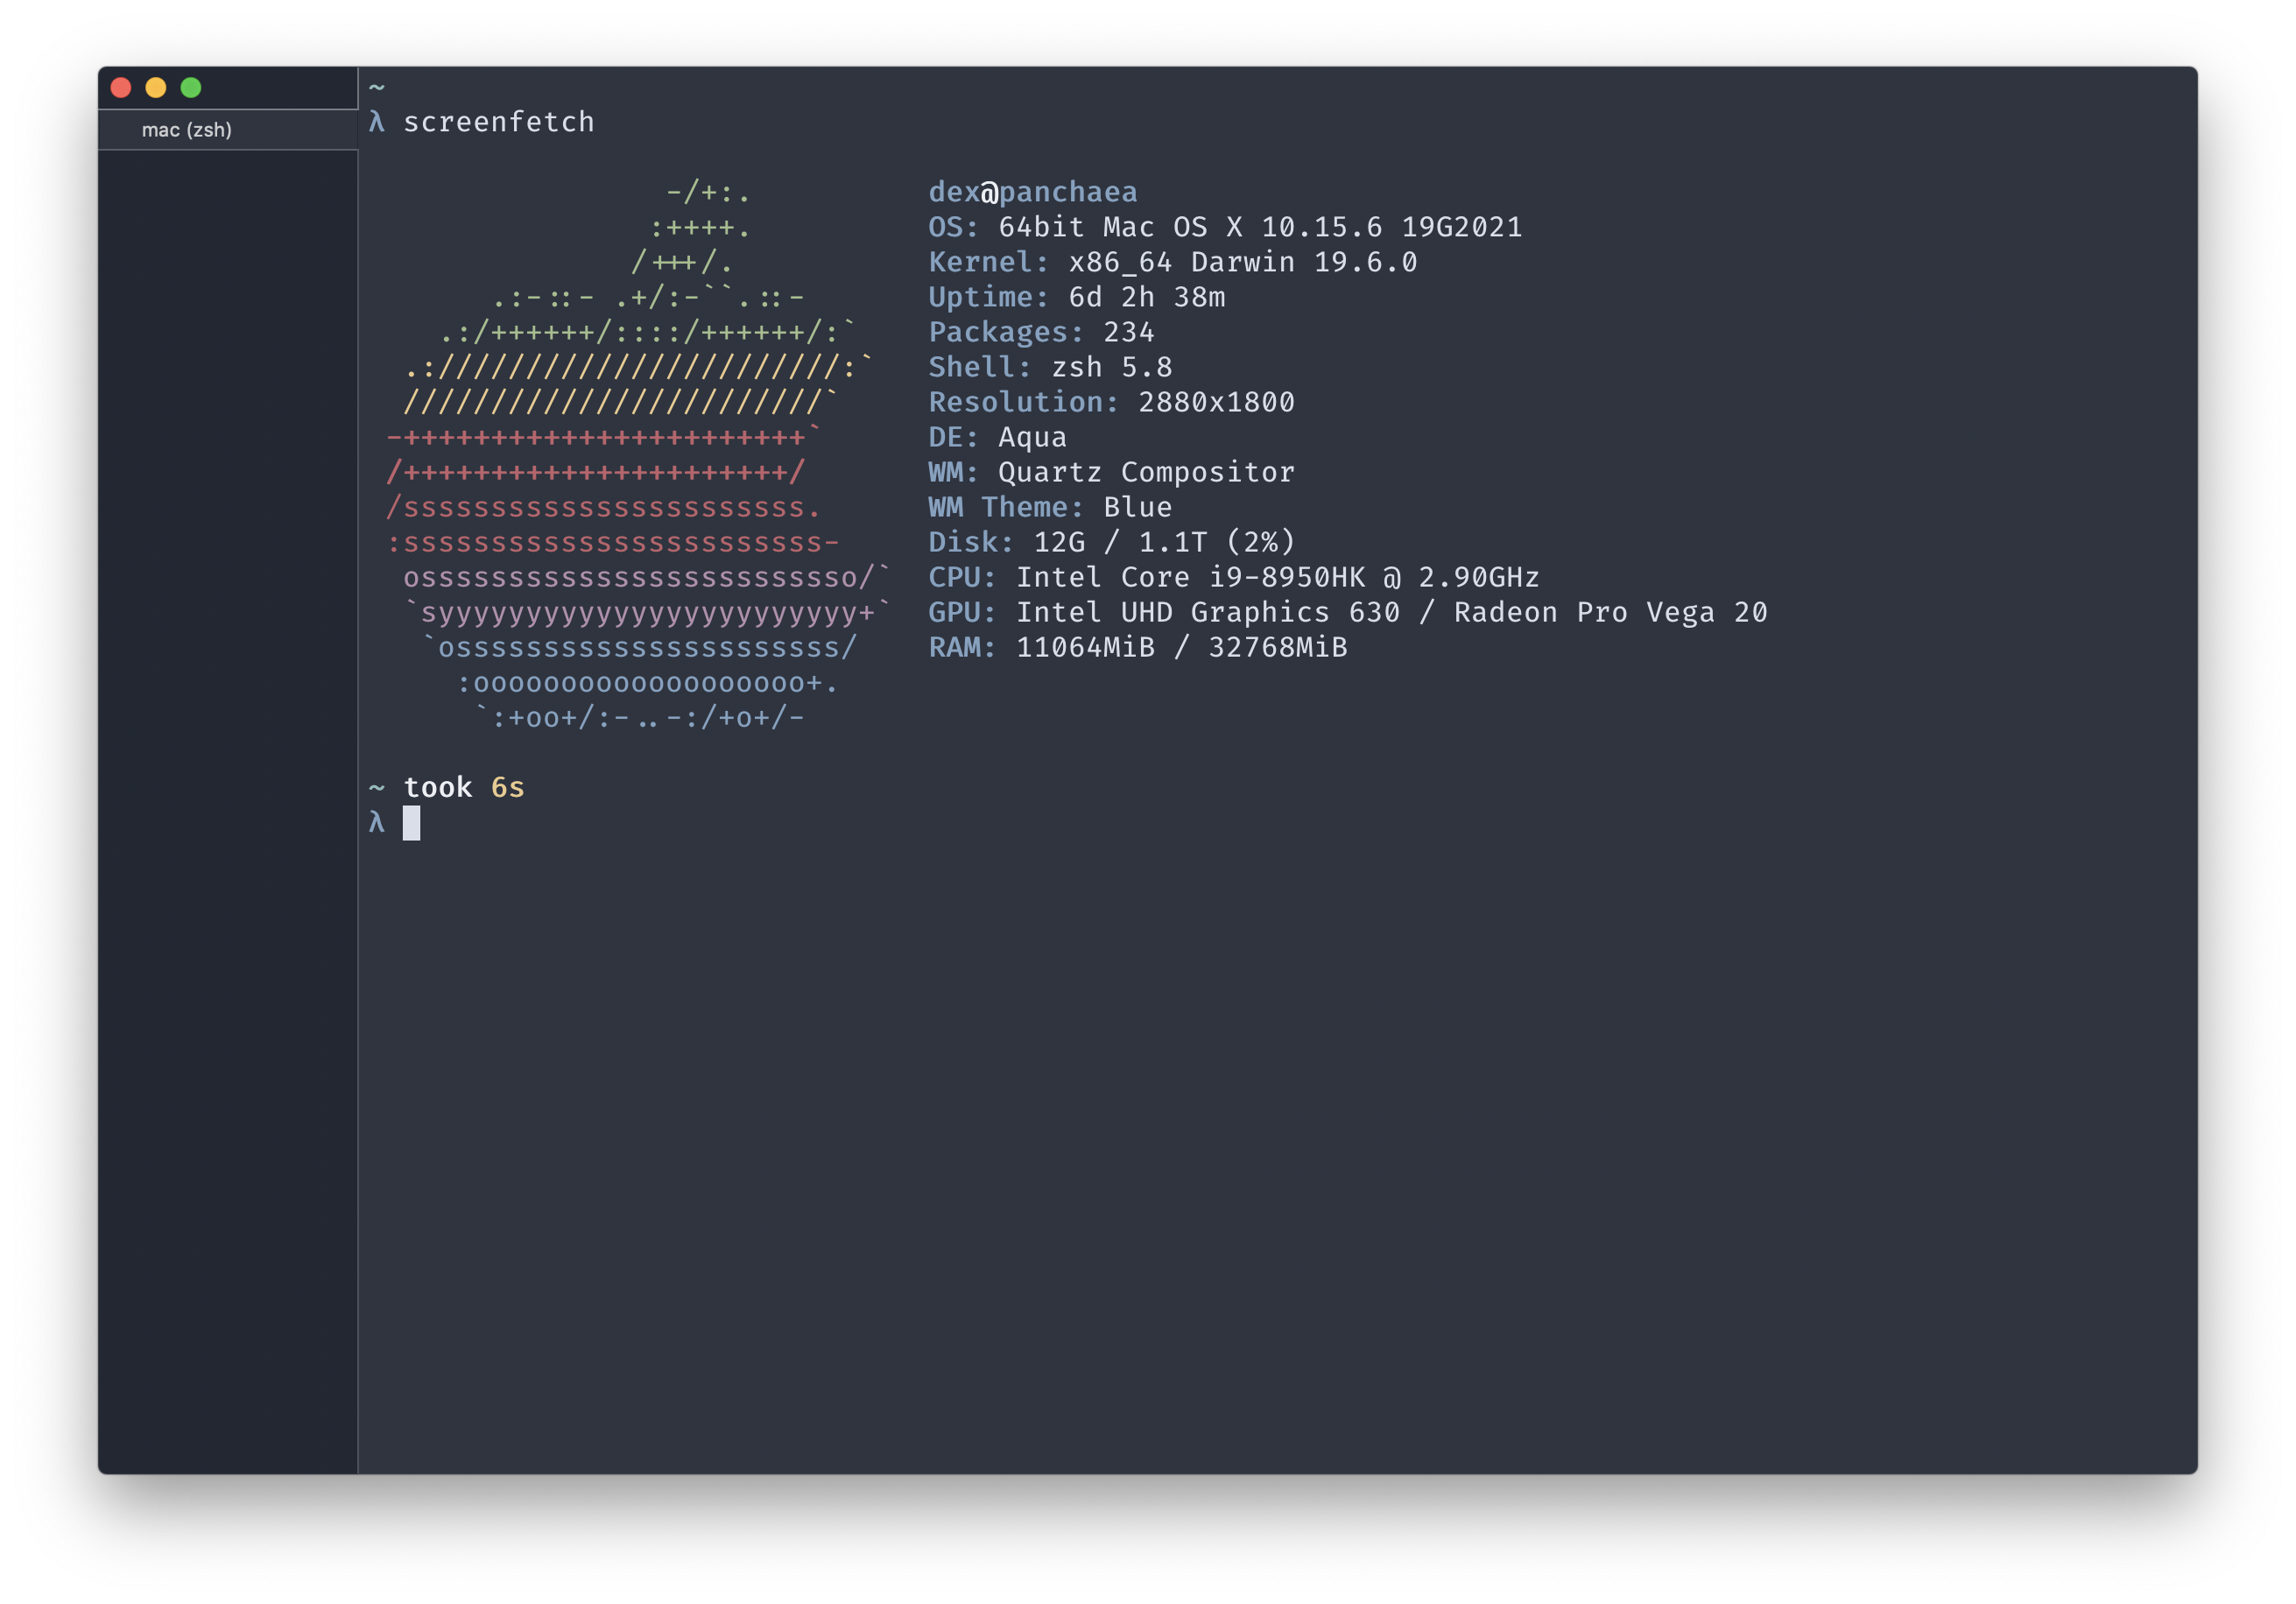 mac (zsh)
~
λ screenfetch
                 -/+:.          dex@panchaea
                :++++.          OS: 64bit Mac OS X 10.15.6 19G2021
               /+++/.           Kernel: x86_64 Darwin 19.6.0
       .:-::- .+/:-``.::-       Uptime: 6d 2h 38m
    .:/++++++/::::/++++++/:`    Packages: 234
  .:///////////////////////:`   Shell: zsh 5.8
  ////////////////////////`     Resolution: 2880x1800
 -+++++++++++++++++++++++`      DE: Aqua
 /++++++++++++++++++++++/       WM: Quartz Compositor
 /sssssssssssssssssssssss.      WM Theme: Blue
 :ssssssssssssssssssssssss-     Disk: 12G / 1.1T (2%)
  osssssssssssssssssssssssso/`  CPU: Intel Core i9-8950HK @ 2.90GHz
  `syyyyyyyyyyyyyyyyyyyyyyyy+`  GPU: Intel UHD Graphics 630 / Radeon Pro Vega 20
   `ossssssssssssssssssssss/    RAM: 11064MiB / 32768MiB
     :ooooooooooooooooooo+.
      `:+oo+/:-..-:/+o+/-
~ took 6s
λ